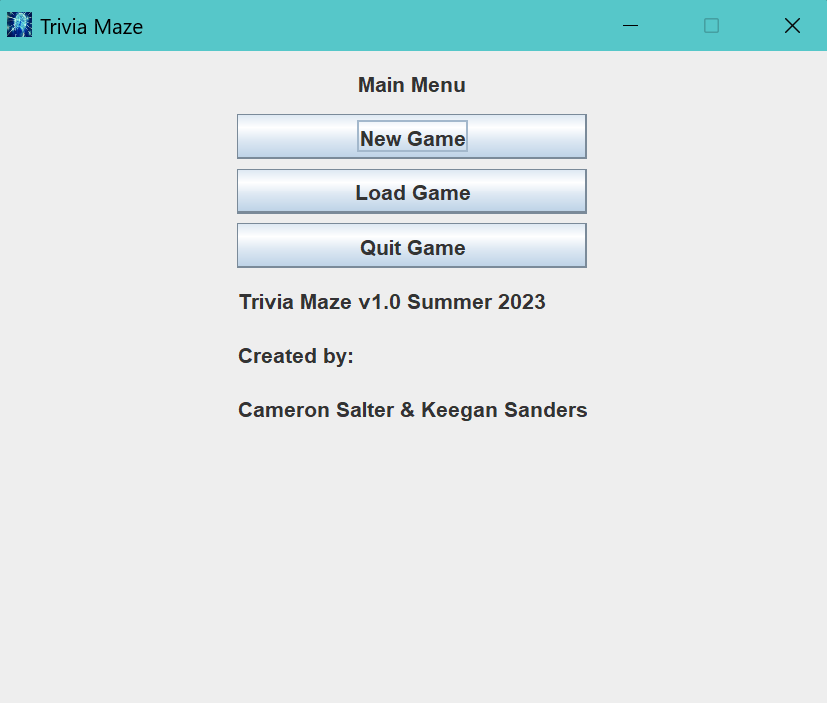 Trivia Maze
Main Menu
New Game
Load Game
Quit Game
Trivia Maze v1.0 Summer 2023
Created by:
Cameron Salter & Keegan Sanders